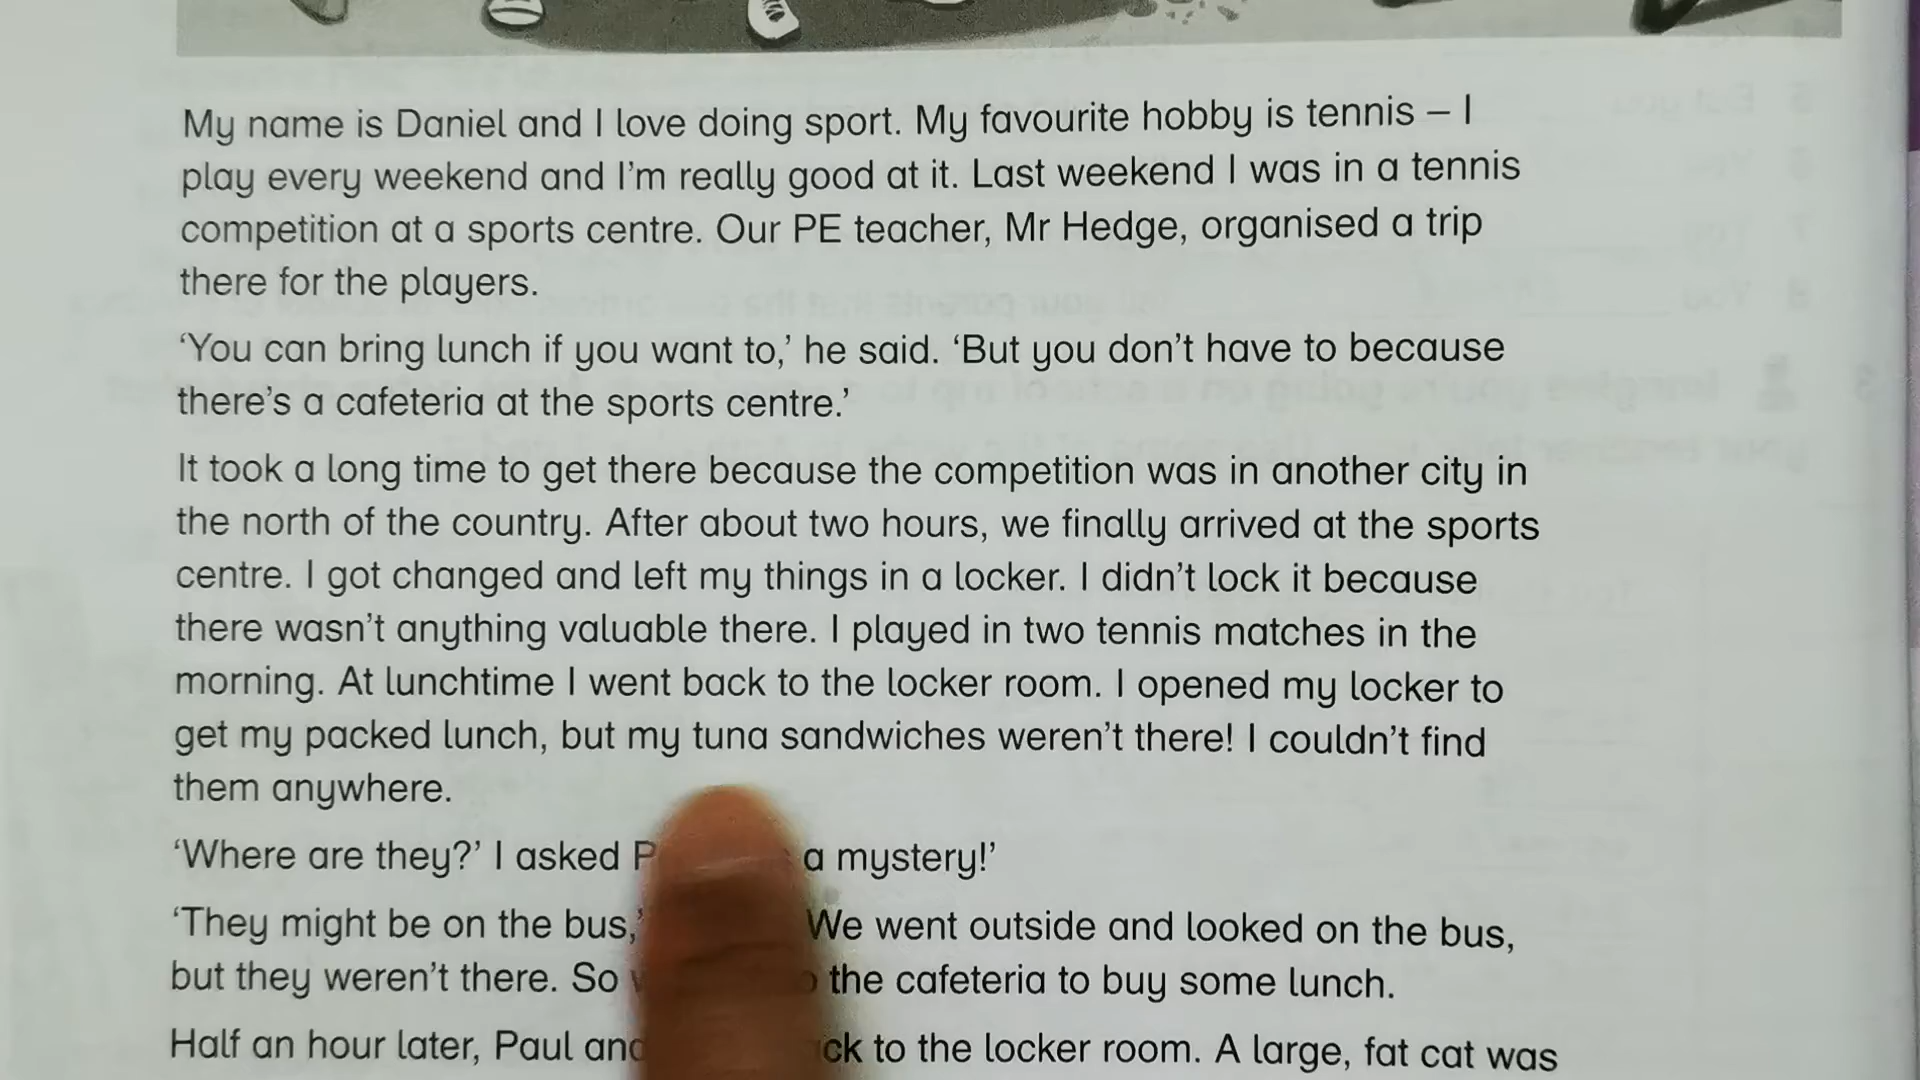 My name is Daniel and I love doing sport. My favourite hobby is tennis – I
play every weekend and I'm really good at it. Last weekend I was in a tennis
competition at a sports centre. Our PE teacher, Mr Hedge, organised a trip
there for the players.
‘You can bring lunch if you want to,’ he said. ‘But you don't have to because
there's a cafeteria at the sports centre.’
It took a long time to get there because the competition was in another city in
the north of the country. After about two hours, we finally arrived at the sports
centre. I got changed and left my things in a locker. I didn't lock it because
there wasn't anything valuable there. I played in two tennis matches in the
morning. At lunchtime I went back to the locker room. I opened my locker to
get my packed lunch, but my tuna sandwiches weren't there! I couldn't find
them anywhere.
‘Where are they?’ I asked a mystery!’
‘They might be on the bus,’ We went outside and looked on the bus,
but they weren't there. So the cafeteria to buy some lunch.
Half an hour later, Paul to the locker room. A large, fat cat was